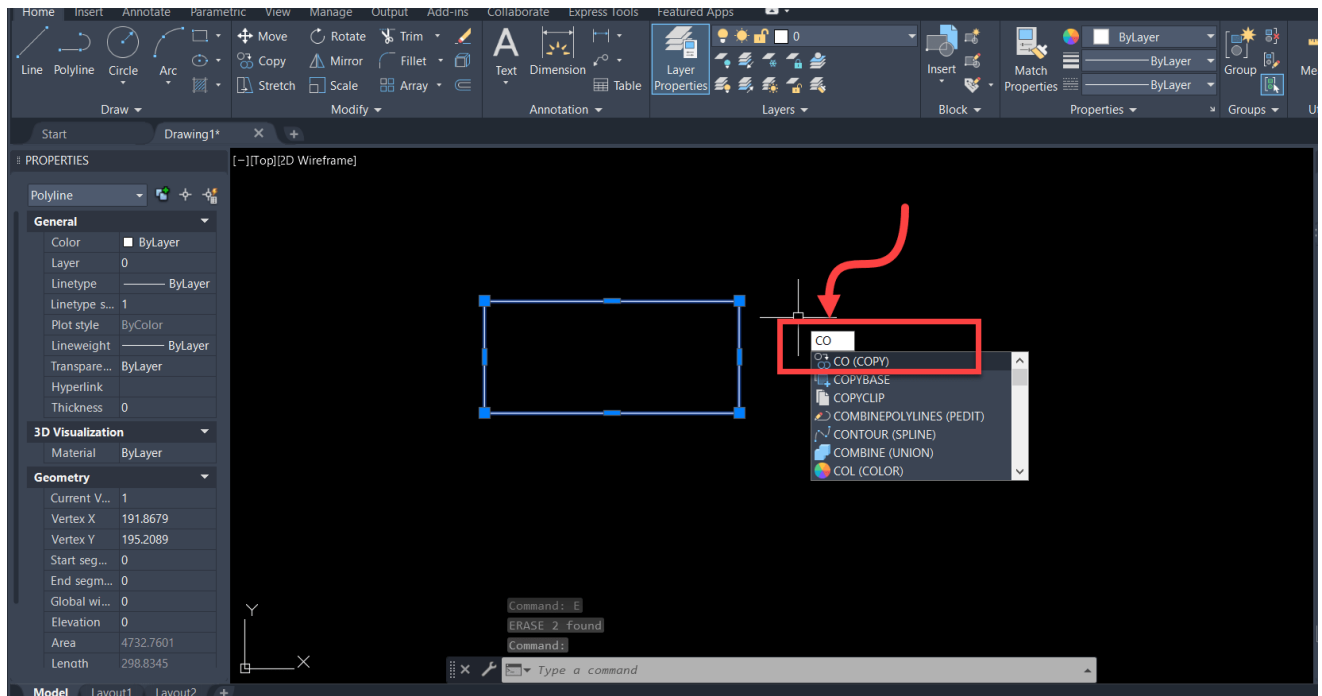 Home Insert Annotate Parametric View Manage Output Add-ins Collaborate Express Tools Featured Apps
Move Rotate Trim 0 ByLayer
Copy Mirror Fillet ByLayer
Line Polyline Circle Arc Text Dimension Layer Insert Match Group
Stretch Scale Array Table Properties Properties ByLayer
Draw Modify Annotation Layers Block Properties Groups
Start Drawing1*
PROPERTIES [−][Top][2D Wireframe]
Polyline
General
Color ByLayer
Layer 0
Linetype ByLayer
Linetype s... 1
Plot style ByColor
Lineweight ByLayer
Transpare... ByLayer
Hyperlink
Thickness 0
3D Visualization
Material ByLayer
Geometry
Current V... 1
Vertex X 191.8679
Vertex Y 195.2089
Start seg... 0
End segm... 0
Global wi... 0
Elevation 0
Area 4732.7601
Length 298.8345
CO
CO (COPY)
COPYBASE
COPYCLIP
COMBINEPOLYLINES (PEDIT)
CONTOUR (SPLINE)
COMBINE (UNION)
COL (COLOR)
Y
X
Command: E
ERASE 2 found
Command:
Type a command
Model Layout1 Layout2 +